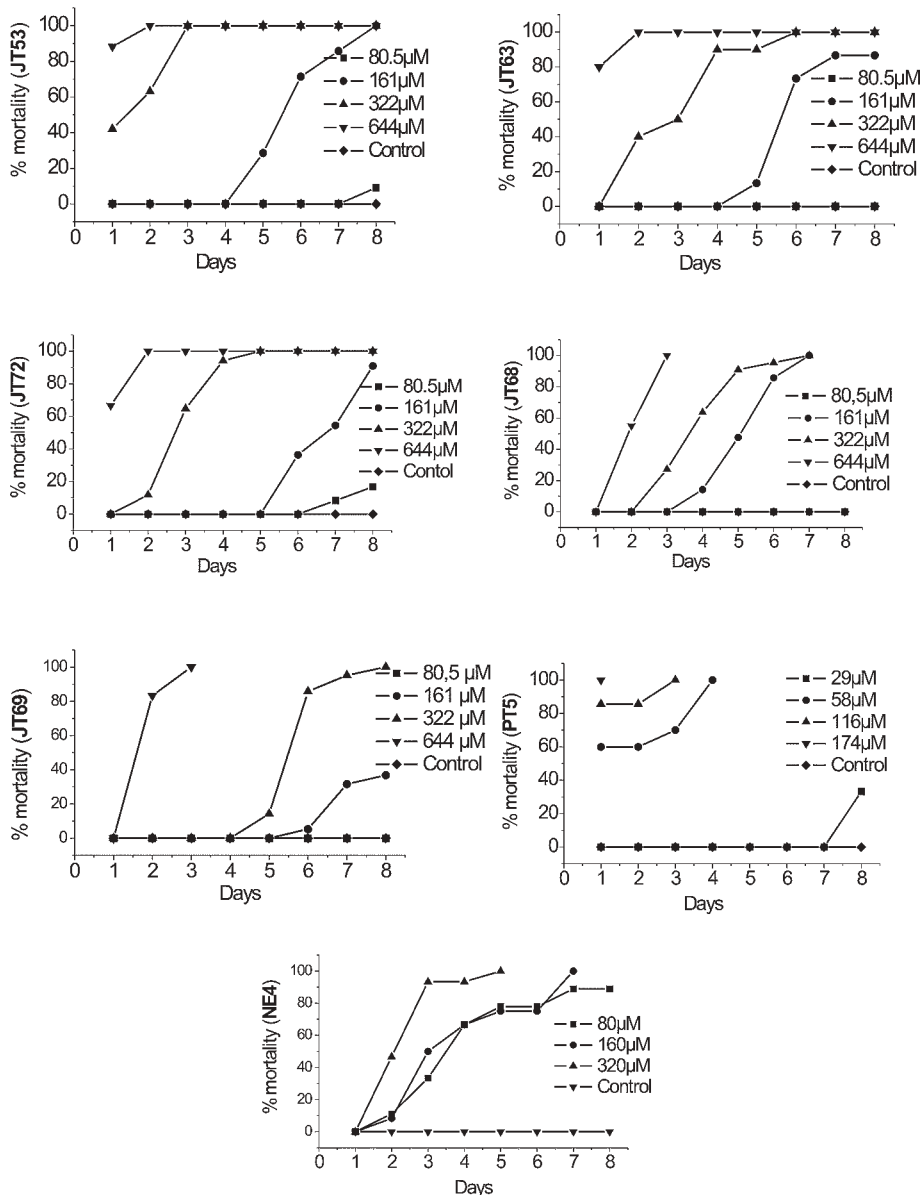 % mortality (JT53)
100
80
60
40
20
0
0 1 2 3 4 5 6 7 8
Days
80.5µM
161µM
322µM
644µM
Control
% mortality (JT63)
100
80
60
40
20
0
0 1 2 3 4 5 6 7 8
Days
80.5µM
161µM
322µM
644µM
Control
% mortality (JT72)
100
80
60
40
20
0
0 1 2 3 4 5 6 7 8
Days
80.5µM
161µM
322µM
644µM
Contol
% mortality (JT68)
100
80
60
40
20
0
0 1 2 3 4 5 6 7 8
Days
80,5µM
161µM
322µM
644µM
Control
% mortality (JT69)
100
80
60
40
20
0
0 1 2 3 4 5 6 7 8
Days
80,5 µM
161 µM
322 µM
644 µM
Control
% mortality (PT5)
100
80
60
40
20
0
0 1 2 3 4 5 6 7 8
Days
29µM
58µM
116µM
174µM
Control
% mortality (NE4)
100
80
60
40
20
0
0 1 2 3 4 5 6 7 8
Days
80µM
160µM
320µM
Control